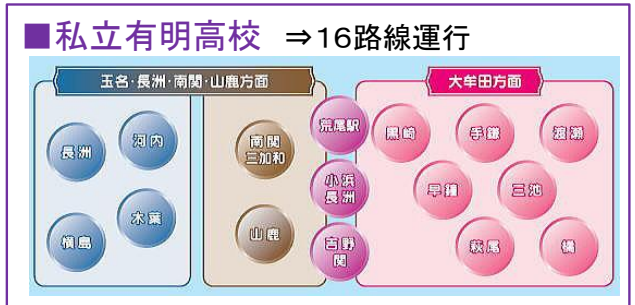 ■私立有明高校 ⇒16路線運行
玉名・長洲・南関・山鹿方面
大牟田方面
長洲
河内
横島
木葉
南関
三加和
山鹿
荒尾駅
小浜
長洲
吉野
関
黒崎
手鎌
渡瀬
早鐘
三池
萩尾
橘